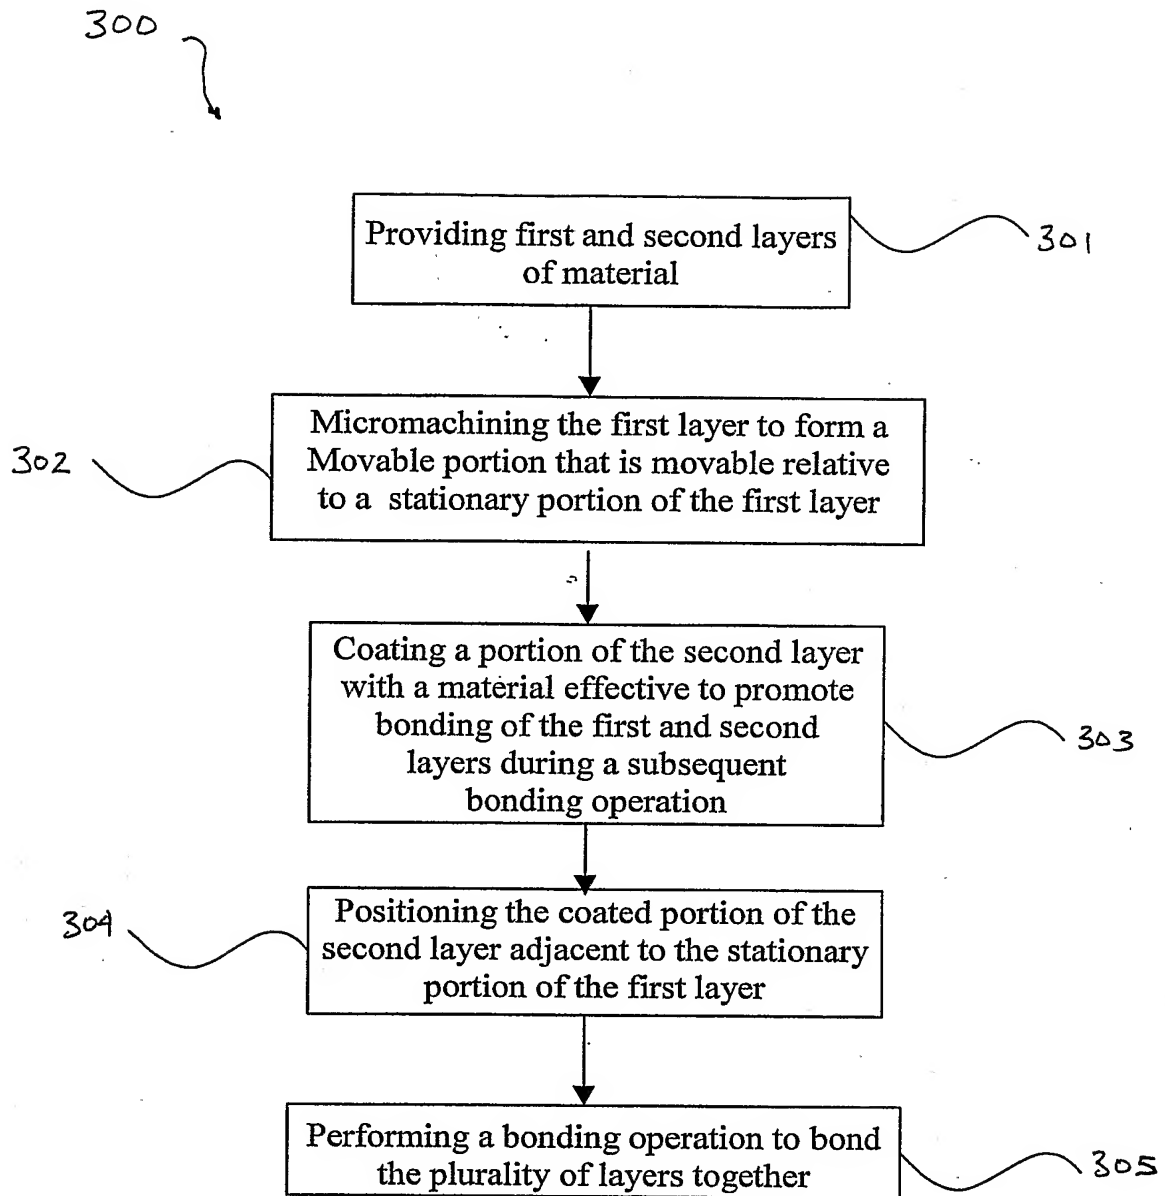 300
Providing first and second layers
of material
301
Micromachining the first layer to form a
Movable portion that is movable relative
to a stationary portion of the first layer
302
Coating a portion of the second layer
with a material effective to promote
bonding of the first and second
layers during a subsequent
bonding operation
303
Positioning the coated portion of the
second layer adjacent to the stationary
portion of the first layer
304
Performing a bonding operation to bond
the plurality of layers together
305